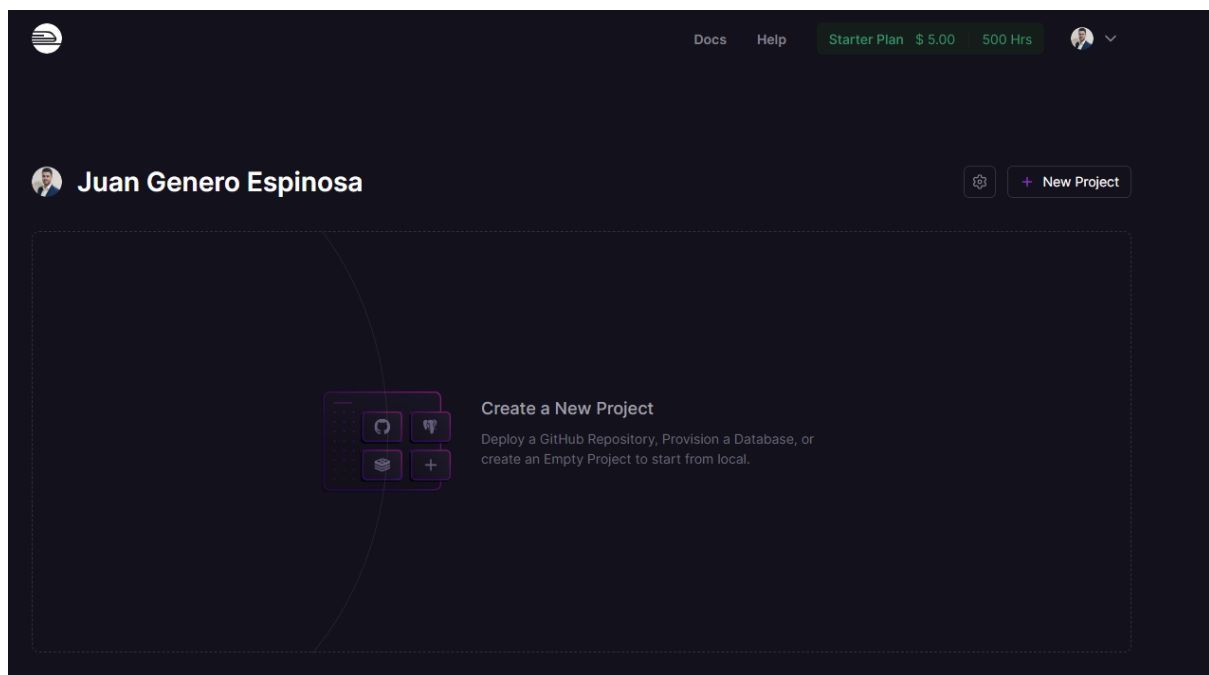 Docs Help Starter Plan $ 5.00 500 Hrs
Juan Genero Espinosa
+ New Project
Create a New Project
Deploy a GitHub Repository, Provision a Database, or
create an Empty Project to start from local.